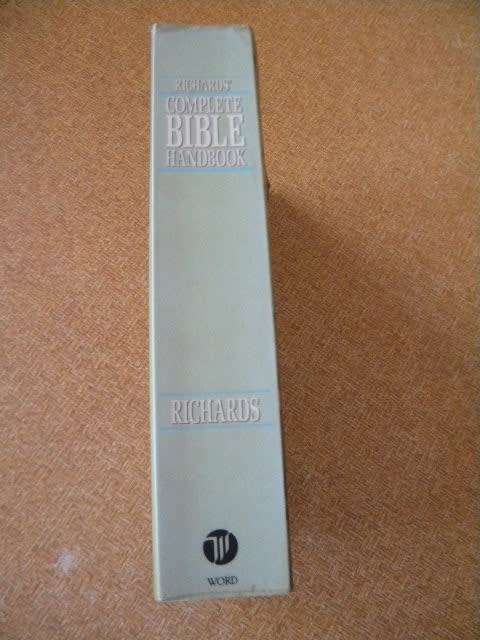 RICHARDS'
COMPLETE
BIBLE
HANDBOOK
RICHARDS
WORD